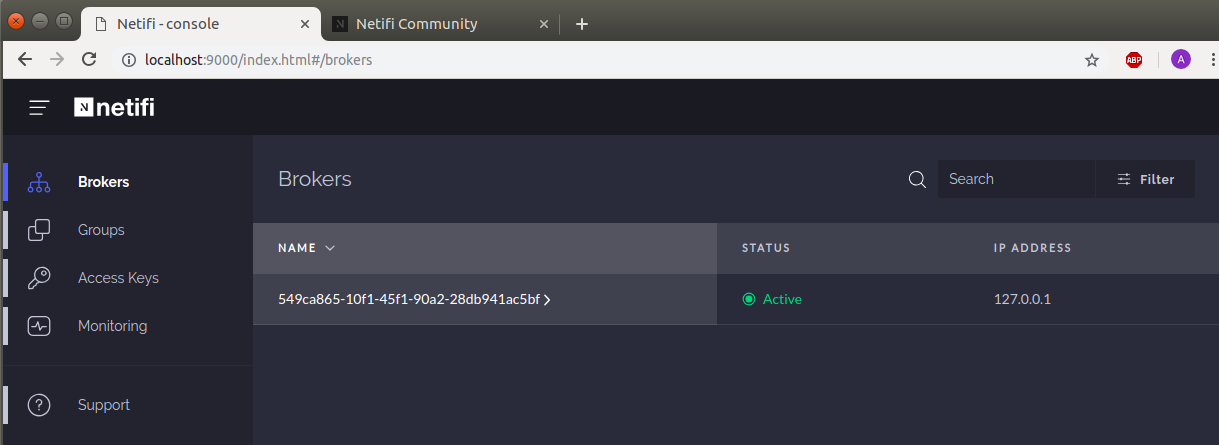 Netifi - console
Netifi Community
localhost:9000/index.html#/brokers
ABP
A
N netifi
Brokers
Groups
Access Keys
Monitoring
Support
Brokers
Search
Filter
NAME
STATUS
IP ADDRESS
549ca865-10f1-45f1-90a2-28db941ac5bf
Active
127.0.0.1